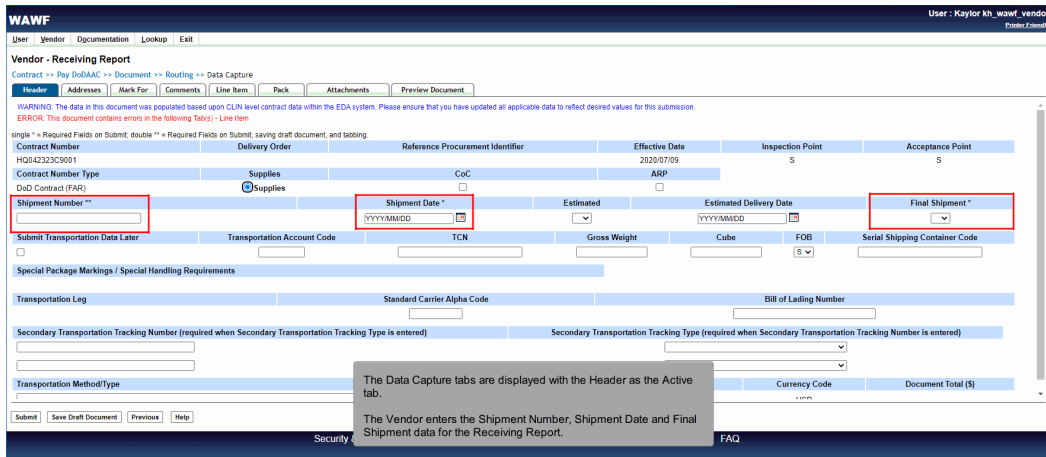 WAWF
User : Kaylor kh_wawf_vendo
Printer Friend
User Vendor Documentation Lookup Exit
Vendor - Receiving Report
Contract >> Pay DoDAAC >> Document >> Routing >> Data Capture
Header Addresses Mark For Comments Line Item Pack Attachments Preview Document
WARNING: The data in this document was populated based upon CLIN level contract data within the EDA system. Please ensure that you have updated all applicable data to reflect desired values for this submission.
ERROR: This document contains errors in the following Tab(s) - Line Item
single * = Required Fields on Submit; double ** = Required Fields on Submit, saving draft document, and tabbing.
Contract Number Delivery Order Reference Procurement Identifier Effective Date Inspection Point Acceptance Point
HQ042323C9001 2020/07/09 S S
Contract Number Type Supplies CoC ARP
DoD Contract (FAR) Supplies
Shipment Number ** Shipment Date * Estimated Estimated Delivery Date Final Shipment *
YYYY/MM/DD YYYY/MM/DD
Submit Transportation Data Later Transportation Account Code TCN Gross Weight Cube FOB Serial Shipping Container Code
S
Special Package Markings / Special Handling Requirements
Transportation Leg Standard Carrier Alpha Code Bill of Lading Number
Secondary Transportation Tracking Number (required when Secondary Transportation Tracking Type is entered) Secondary Transportation Tracking Type (required when Secondary Transportation Tracking Number is entered)
Transportation Method/Type Currency Code Document Total ($)
USD
The Data Capture tabs are displayed with the Header as the Active
tab.
The Vendor enters the Shipment Number, Shipment Date and Final
Shipment data for the Receiving Report.
Submit Save Draft Document Previous Help
Security FAQ